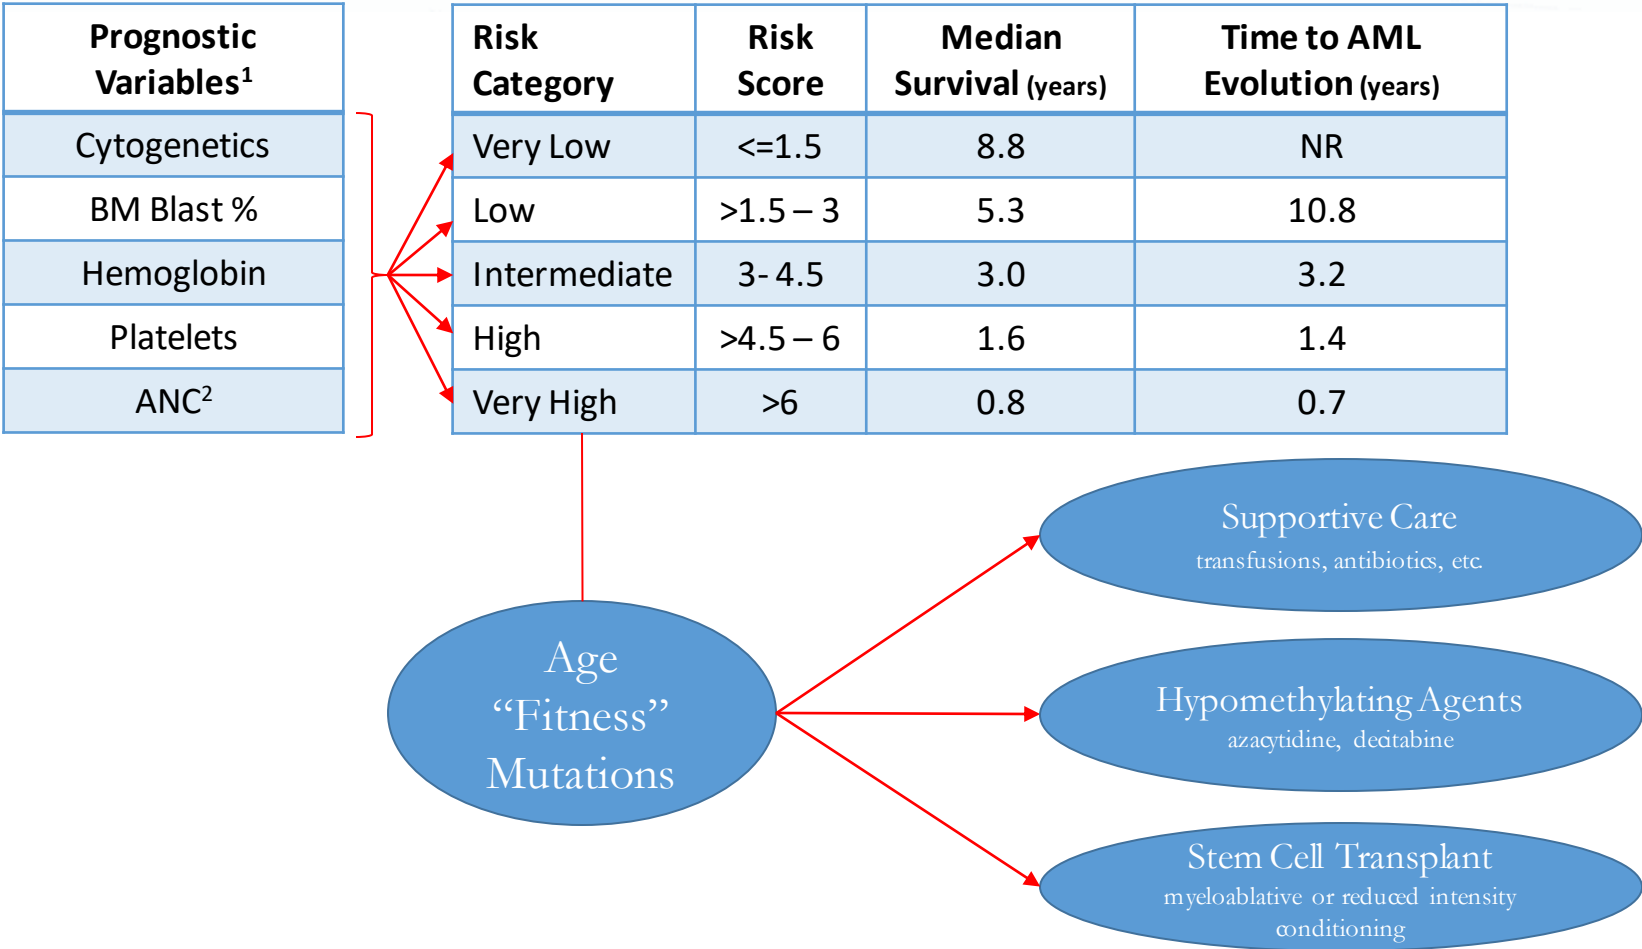 Prognostic
Variables¹
Cytogenetics
BM Blast %
Hemoglobin
Platelets
ANC²
Risk
Category
Risk
Score
Median
Survival (years)
Time to AML
Evolution (years)
Very Low
<=1.5
8.8
NR
Low
>1.5 – 3
5.3
10.8
Intermediate
3- 4.5
3.0
3.2
High
>4.5 – 6
1.6
1.4
Very High
>6
0.8
0.7
Age
“Fitness”
Mutations
Supportive Care
transfusions, antibiotics, etc.
Hypomethylating Agents
azacytidine, decitabine
Stem Cell Transplant
myeloablative or reduced intensity
conditioning